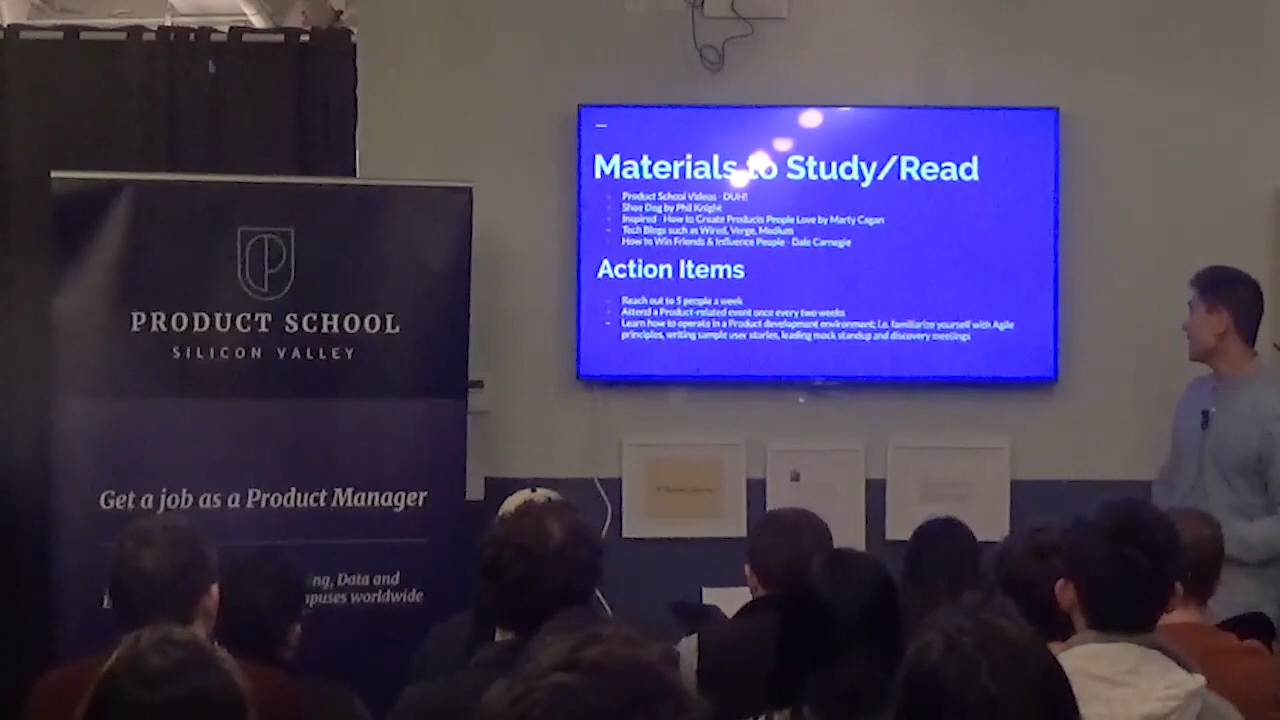 PRODUCT SCHOOL
SILICON VALLEY
Get a job as a Product Manager
ng, Data and
puses worldwide
Materials to Study/Read
Product School Videos - DUH!
Shoe Dog by Phil Knight
Inspired - How to Create Products People Love by Marty Cagan
Tech Blogs such as Wired, Verge, Medium
How to Win Friends & Influence People - Dale Carnegie
Action Items
Reach out to 5 people a week
Attend a Product-related event once every two weeks
Learn how to operate in a Product development environment; i.e. familiarize yourself with Agile
principles, writing sample user stories, leading mock standup and discovery meetings